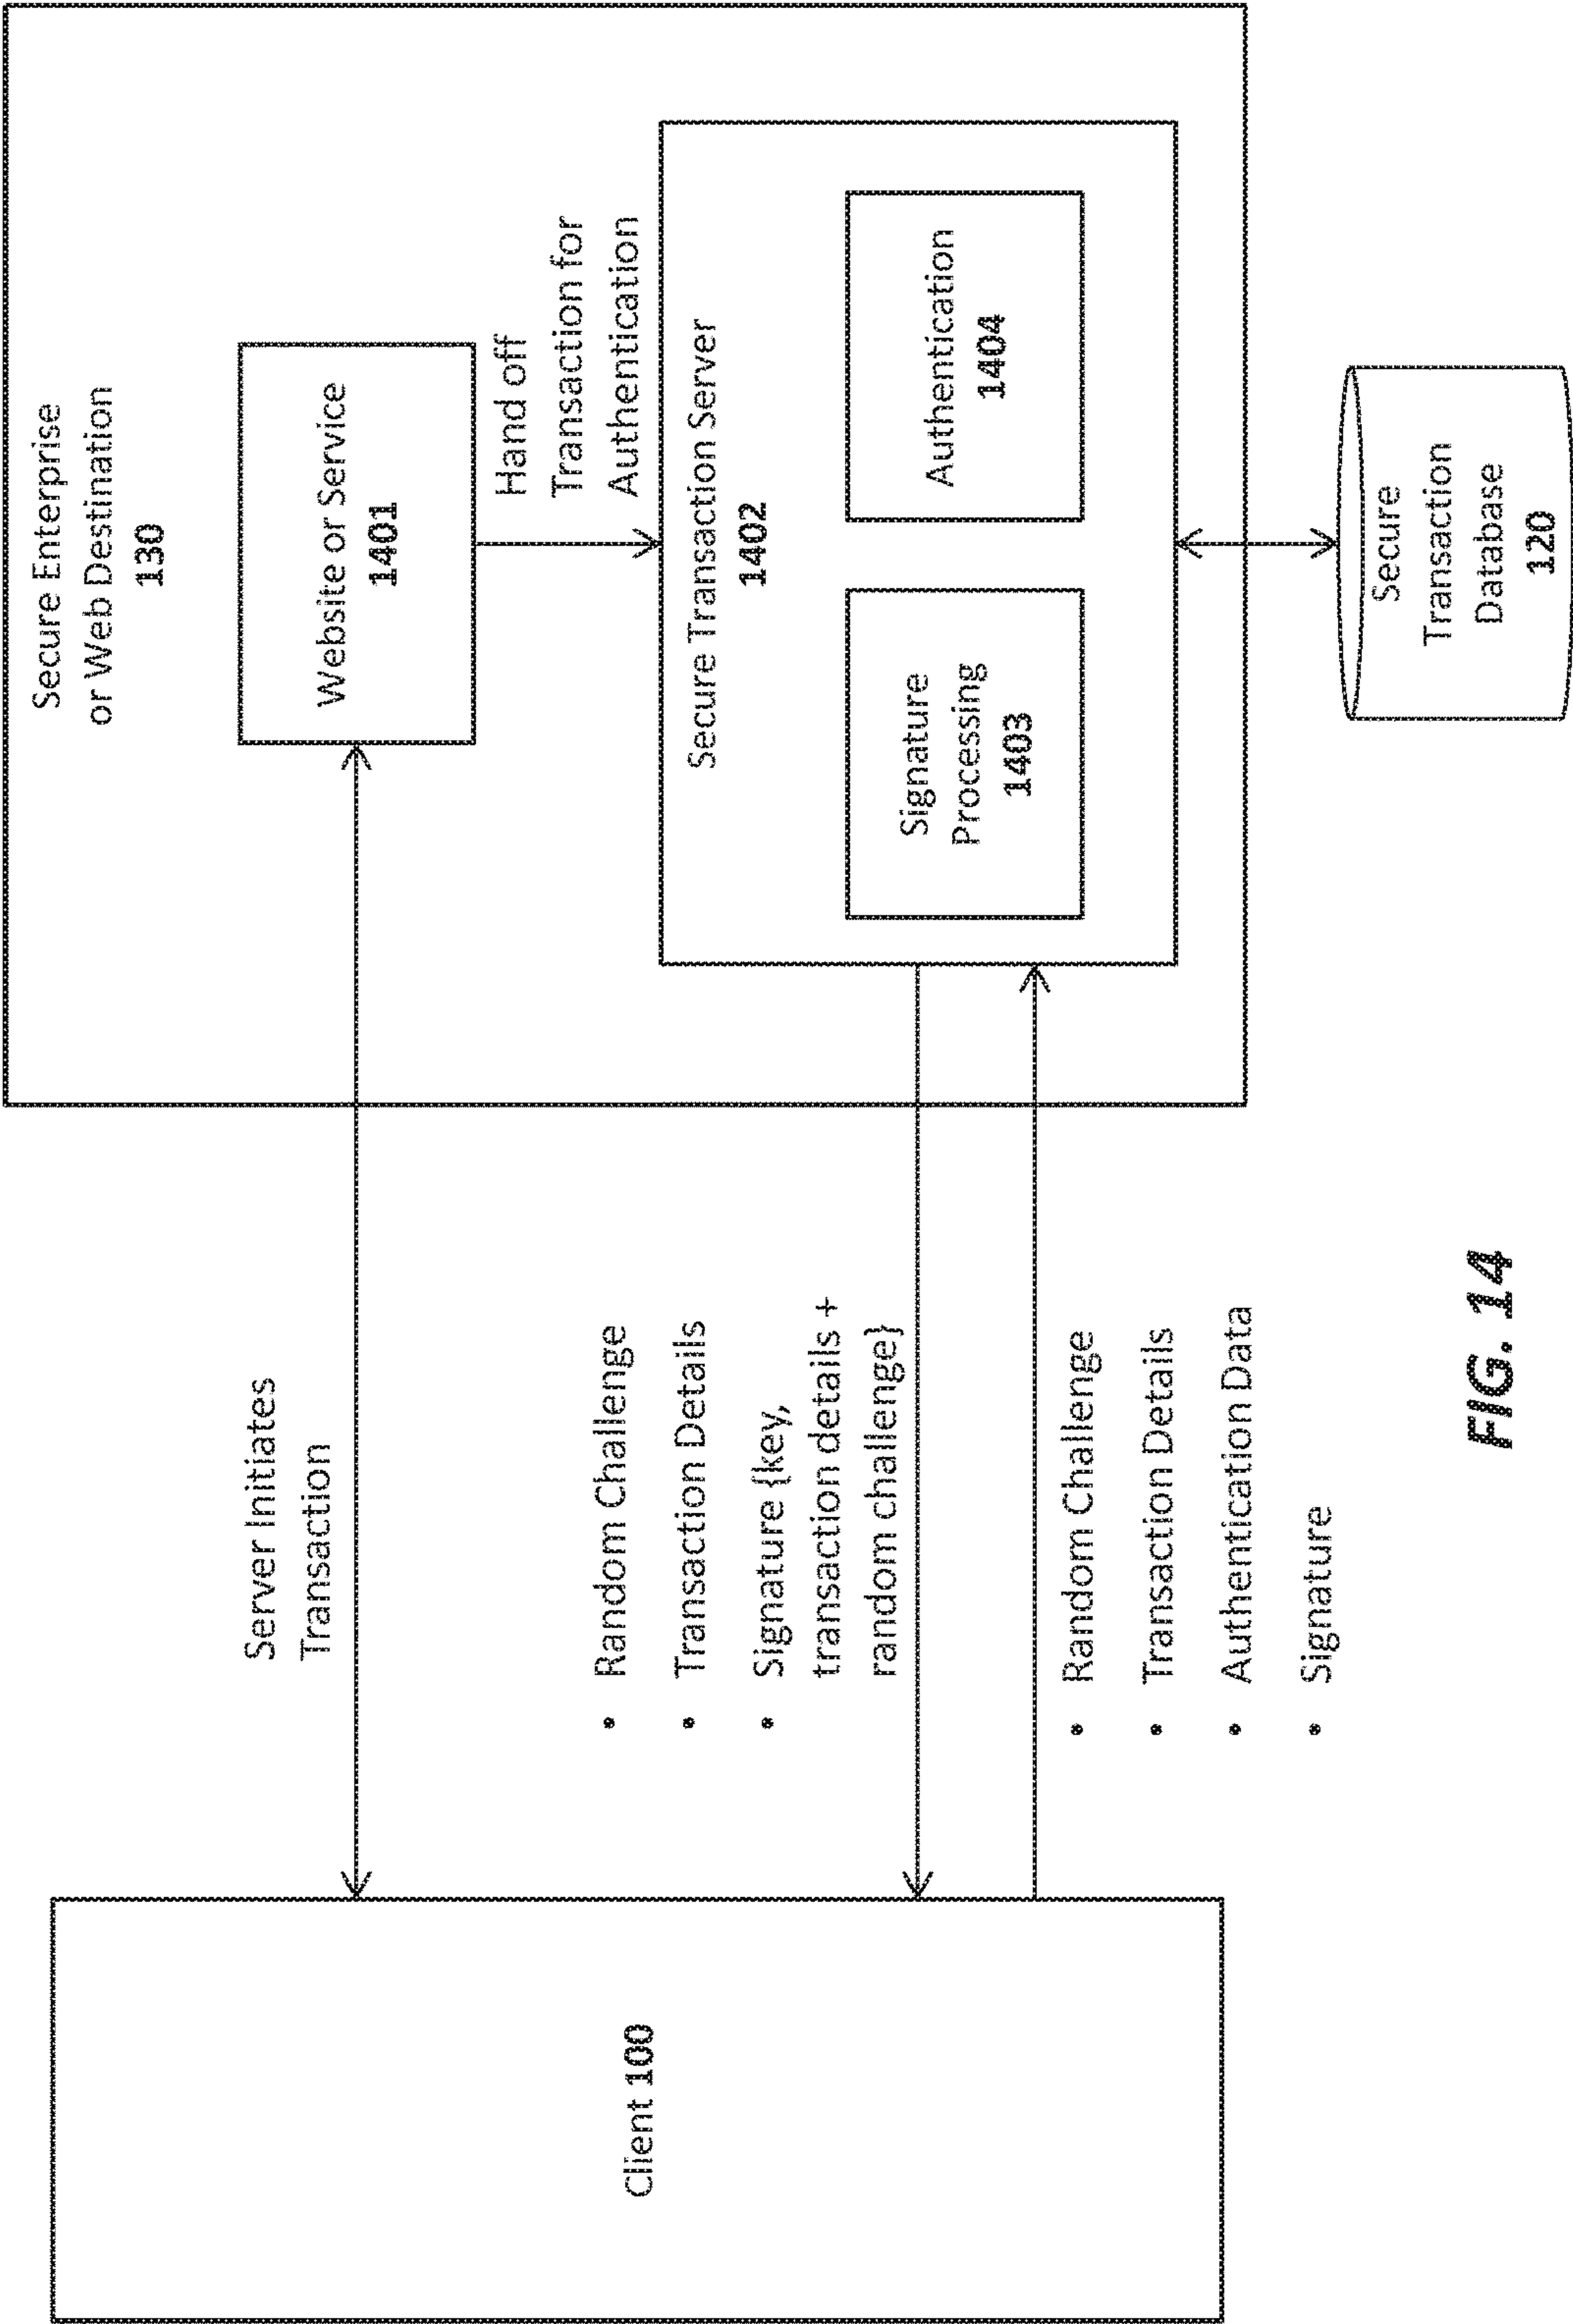 Secure Enterprise
or Web Destination
130
Website or Service
1401
Server Initiates
Transaction
Hand off
Transaction for
Authentication
Secure Transaction Server
1402
Signature
Processing
1403
Authentication
1404
Client 100
• Random Challenge
• Transaction Details
• Signature {key,
transaction details +
random challenge}
• Random Challenge
• Transaction Details
• Authentication Data
• Signature
Secure
Transaction
Database
120
FIG. 14